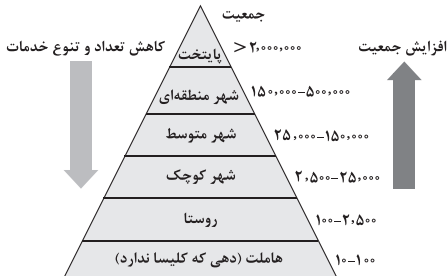 جمعیت
افزایش جمعیت
کاهش تعداد و تنوع خدمات
پایتخت
> ۲,۰۰۰,۰۰۰
شهر منطقه‌ای
۱۵۰,۰۰۰-۵۰۰,۰۰۰
شهر متوسط
۲۵,۰۰۰-۱۵۰,۰۰۰
شهر کوچک
۲,۵۰۰-۲۵,۰۰۰
روستا
۱۰۰-۲,۵۰۰
هاملت (دهی که کلیسا ندارد)
۱۰-۱۰۰